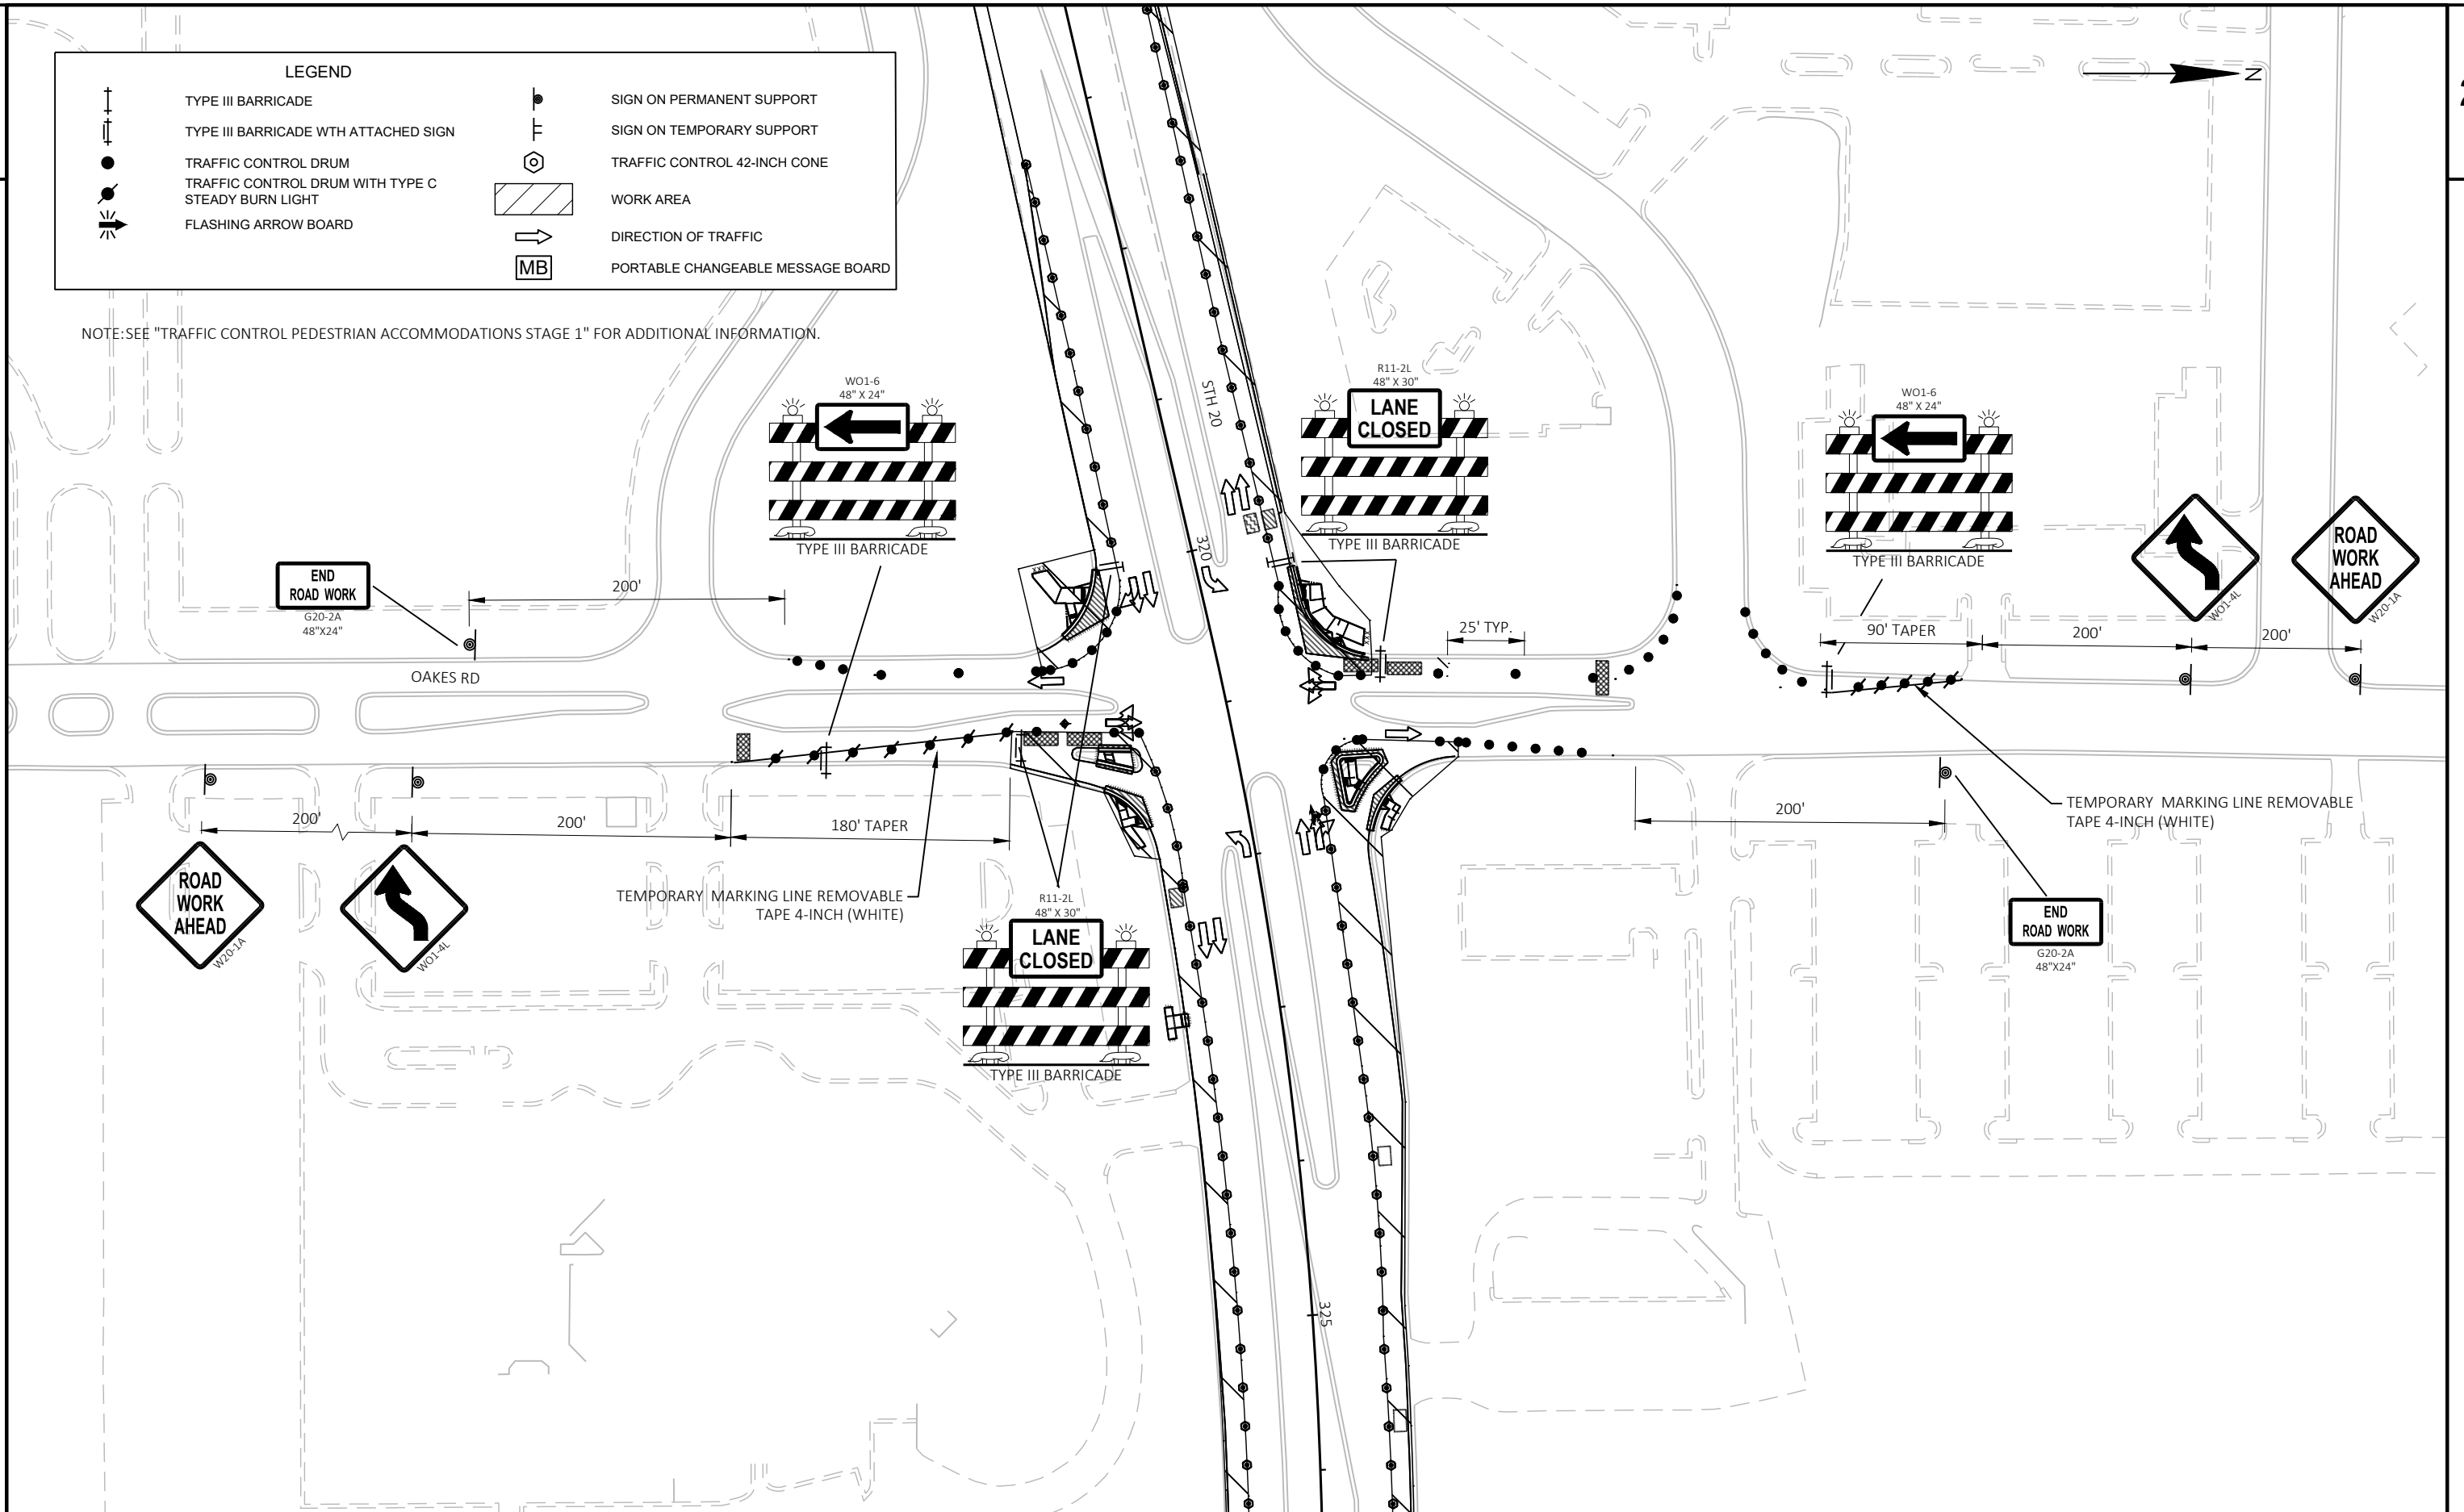 LEGEND
TYPE III BARRICADE
TYPE III BARRICADE WTH ATTACHED SIGN
TRAFFIC CONTROL DRUM
TRAFFIC CONTROL DRUM WITH TYPE C
STEADY BURN LIGHT
FLASHING ARROW BOARD
SIGN ON PERMANENT SUPPORT
SIGN ON TEMPORARY SUPPORT
TRAFFIC CONTROL 42-INCH CONE
WORK AREA
DIRECTION OF TRAFFIC
MB
PORTABLE CHANGEABLE MESSAGE BOARD
N
NOTE: SEE "TRAFFIC CONTROL PEDESTRIAN ACCOMMODATIONS STAGE 1" FOR ADDITIONAL INFORMATION.
WO1-6
48" X 24"
TYPE III BARRICADE
STH 20
R11-2L
48" X 30"
LANE
CLOSED
TYPE III BARRICADE
WO1-6
48" X 24"
TYPE III BARRICADE
WO1-4L
ROAD
WORK
AHEAD
W20-1A
END
ROAD WORK
G20-2A
48"X24"
200'
320
25' TYP.
90' TAPER
200'
200'
OAKES RD
200'
200'
180' TAPER
200'
TEMPORARY MARKING LINE REMOVABLE
TAPE 4-INCH (WHITE)
ROAD
WORK
AHEAD
W20-1A
WO1-4L
TEMPORARY MARKING LINE REMOVABLE
TAPE 4-INCH (WHITE)
R11-2L
48" X 30"
LANE
CLOSED
TYPE III BARRICADE
END
ROAD WORK
G20-2A
48"X24"
325